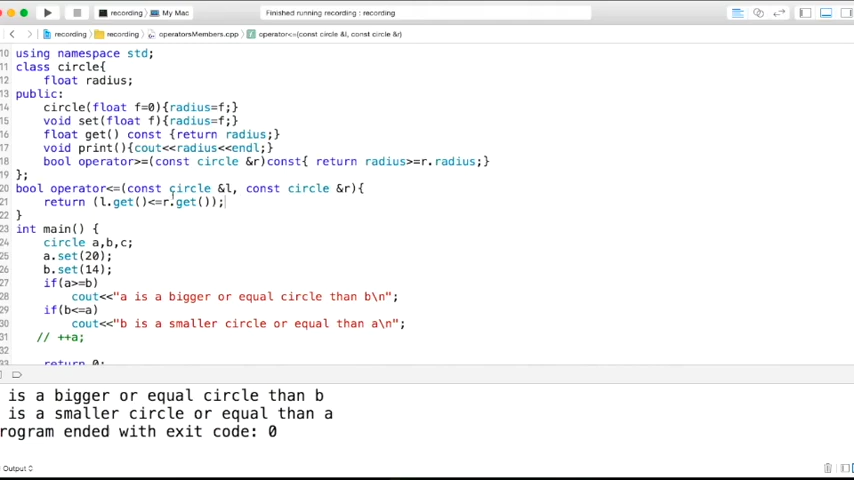 recording
My Mac
Finished running recording : recording
recording
recording
operatorsMembers.cpp
operator<=(const circle &l, const circle &r)
10 using namespace std;
11 class circle{
12     float radius;
13 public:
14     circle(float f=0){radius=f;}
15     void set(float f){radius=f;}
16     float get() const {return radius;}
17     void print(){cout<<radius<<endl;}
18     bool operator>=(const circle &r)const{ return radius>=r.radius;}
19 };
20 bool operator<=(const circle &l, const circle &r){
21     return (l.get()<=r.get());
22 }
23 int main() {
24     circle a,b,c;
25     a.set(20);
26     b.set(14);
27     if(a>=b)
28         cout<<"a is a bigger or equal circle than b\n";
29     if(b<=a)
30         cout<<"b is a smaller circle or equal than a\n";
31    // ++a;
32
33     return 0;
is a bigger or equal circle than b
is a smaller circle or equal than a
rogram ended with exit code: 0
Output